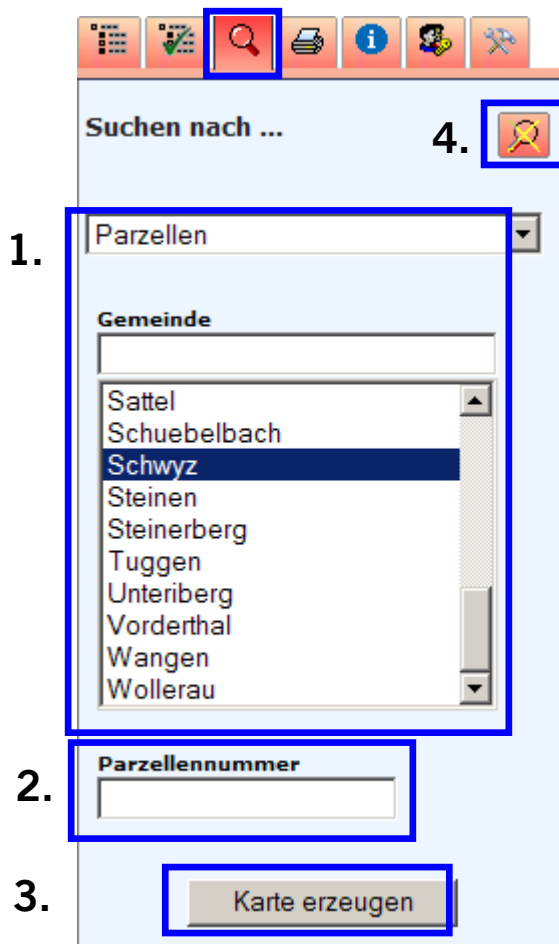 Suchen nach ...
4.
1.
Parzellen
Gemeinde
Sattel
Schuebelbach
Schwyz
Steinen
Steinerberg
Tuggen
Unteriberg
Vorderthal
Wangen
Wollerau
Parzellennummer
2.
3.
Karte erzeugen